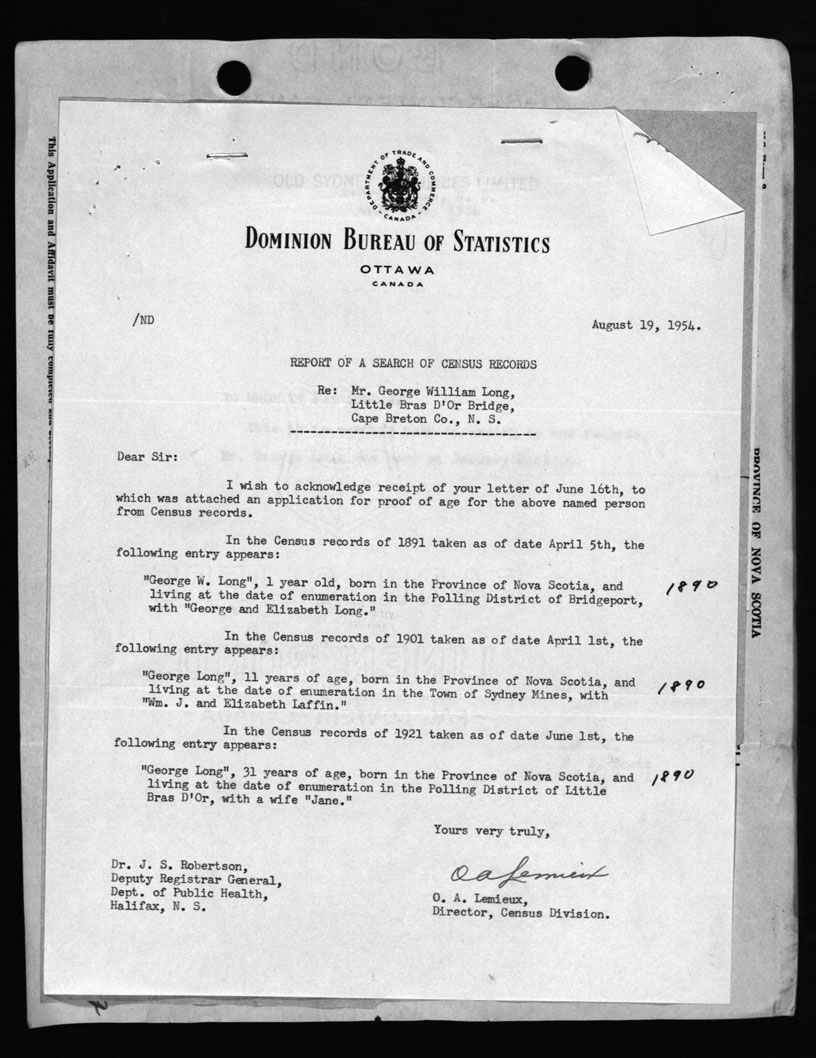 DEPARTMENT OF TRADE AND COMMERCE
CANADA
DOMINION BUREAU OF STATISTICS
OTTAWA
CANADA
/ND
August 19, 1954.
REPORT OF A SEARCH OF CENSUS RECORDS
Re: Mr. George William Long,
Little Bras D'Or Bridge,
Cape Breton Co., N. S.
Dear Sir:
I wish to acknowledge receipt of your letter of June 16th, to
which was attached an application for proof of age for the above named person
from Census records.
In the Census records of 1891 taken as of date April 5th, the
following entry appears:
"George W. Long", 1 year old, born in the Province of Nova Scotia, and 1890
living at the date of enumeration in the Polling District of Bridgeport,
with "George and Elizabeth Long."
In the Census records of 1901 taken as of date April 1st, the
following entry appears:
"George Long", 11 years of age, born in the Province of Nova Scotia, and 1890
living at the date of enumeration in the Town of Sydney Mines, with
"Wm. J. and Elizabeth Laffin."
In the Census records of 1921 taken as of date June 1st, the
following entry appears:
"George Long", 31 years of age, born in the Province of Nova Scotia, and 1890
living at the date of enumeration in the Polling District of Little
Bras D'Or, with a wife "Jane."
Yours very truly,
O A Lemieux
O. A. Lemieux,
Director, Census Division.
Dr. J. S. Robertson,
Deputy Registrar General,
Dept. of Public Health,
Halifax, N. S.
This Application and Affidavit must be fully completed and
PROVINCE OF NOVA SCOTIA